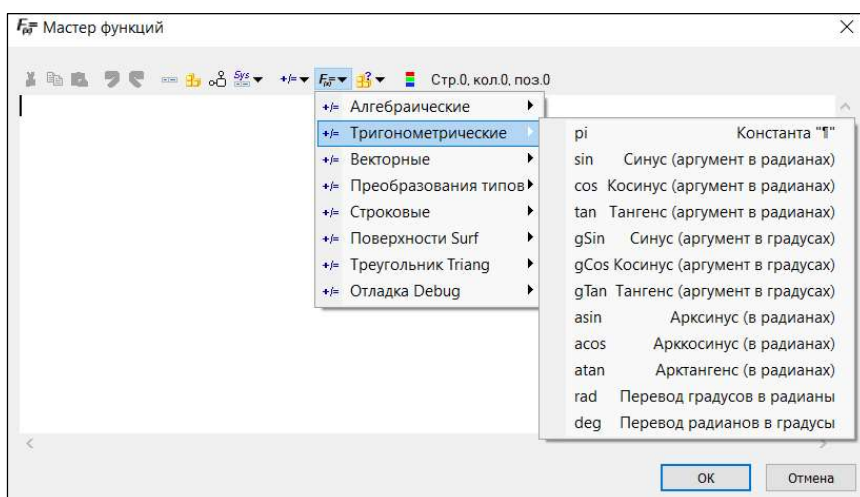 Мастер функций
Sys +/= Стр.0, кол.0, поз.0
+/= Алгебраические
+/= Тригонометрические
+/= Векторные
+/= Преобразования типов
+/= Строковые
+/= Поверхности Surf
+/= Треугольник Triang
+/= Отладка Debug
pi Константа "¶"
sin Синус (аргумент в радианах)
cos Косинус (аргумент в радианах)
tan Тангенс (аргумент в радианах)
gSin Синус (аргумент в градусах)
gCos Косинус (аргумент в градусах)
gTan Тангенс (аргумент в градусах)
asin Арксинус (в радианах)
acos Арккосинус (в радианах)
atan Арктангенс (в радианах)
rad Перевод градусов в радианы
deg Перевод радианов в градусы
ОК Отмена